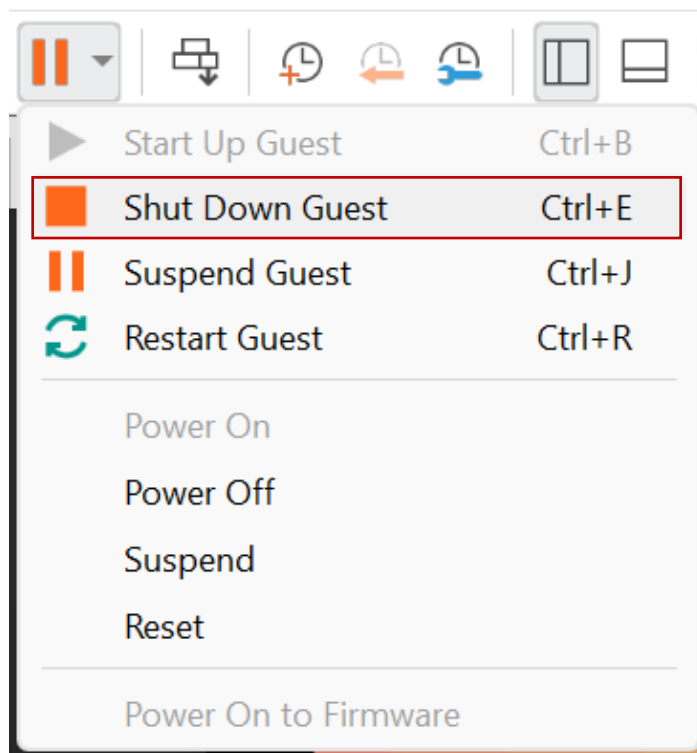 Start Up Guest Ctrl+B
Shut Down Guest Ctrl+E
Suspend Guest Ctrl+J
Restart Guest Ctrl+R
Power On
Power Off
Suspend
Reset
Power On to Firmware